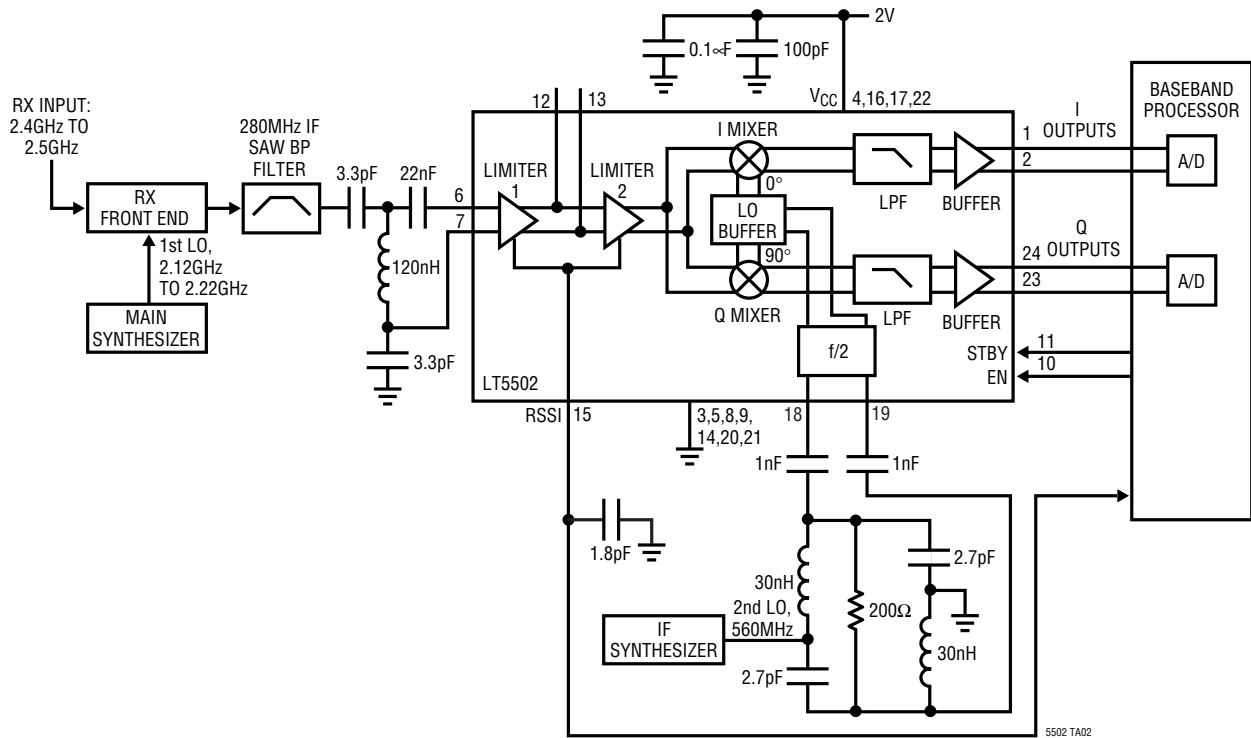 2V
0.1∝F
100pF
12
13
VCC
4,16,17,22
BASEBAND
PROCESSOR
RX INPUT:
2.4GHz TO
2.5GHz
280MHz IF
SAW BP
FILTER
3.3pF
22nF
LIMITER
1
LIMITER
2
I MIXER
0°
1
I
OUTPUTS
2
A/D
6
7
RX
FRONT END
LPF
BUFFER
LO
BUFFER
1st LO,
2.12GHz
TO 2.22GHz
120nH
90°
Q
OUTPUTS
24
23
A/D
MAIN
SYNTHESIZER
Q MIXER
LPF
BUFFER
3.3pF
f/2
STBY
11
EN
10
LT5502
RSSI
15
3,5,8,9,
14,20,21
18
19
1nF
1nF
1.8pF
30nH
2.7pF
2nd LO,
560MHz
200Ω
IF
SYNTHESIZER
30nH
2.7pF
5502 TA02